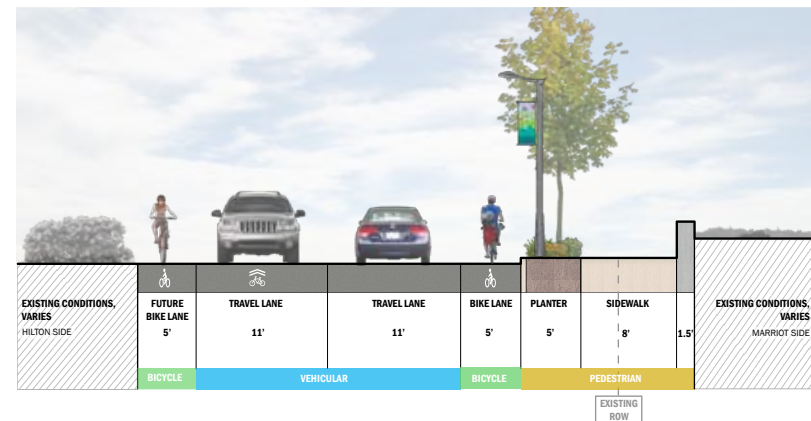 EXISTING CONDITIONS,
VARIES
HILTON SIDE
FUTURE
BIKE LANE
5'
TRAVEL LANE
11'
TRAVEL LANE
11'
BIKE LANE
5'
PLANTER
5'
SIDEWALK
8'
1.5'
EXISTING CONDITIONS,
VARIES
MARRIOT SIDE
BICYCLE
VEHICULAR
BICYCLE
PEDESTRIAN
EXISTING
ROW